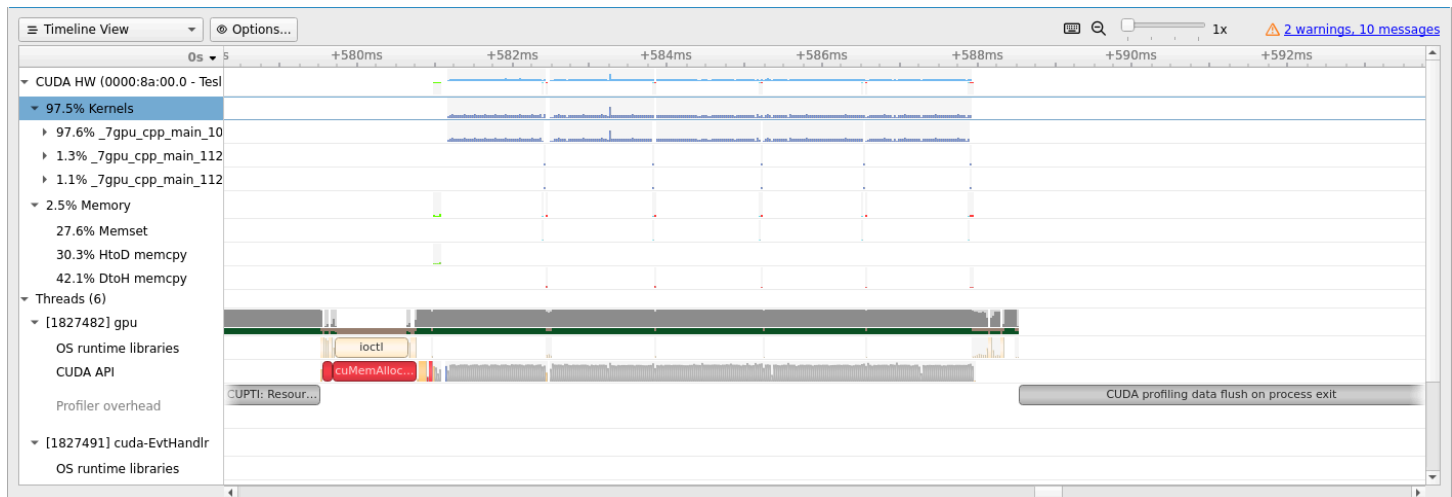 Timeline View Options... 1x 2 warnings, 10 messages
0s s +580ms +582ms +584ms +586ms +588ms +590ms +592ms
CUDA HW (0000:8a:00.0 - Tesl
97.5% Kernels
97.6% _7gpu_cpp_main_10
1.3% _7gpu_cpp_main_112
1.1% _7gpu_cpp_main_112
2.5% Memory
27.6% Memset
30.3% HtoD memcpy
42.1% DtoH memcpy
Threads (6)
[1827482] gpu
OS runtime libraries ioctl
CUDA API cuMemAlloc...
CUPTI: Resour... CUDA profiling data flush on process exit
Profiler overhead
[1827491] cuda-EvtHandlr
OS runtime libraries